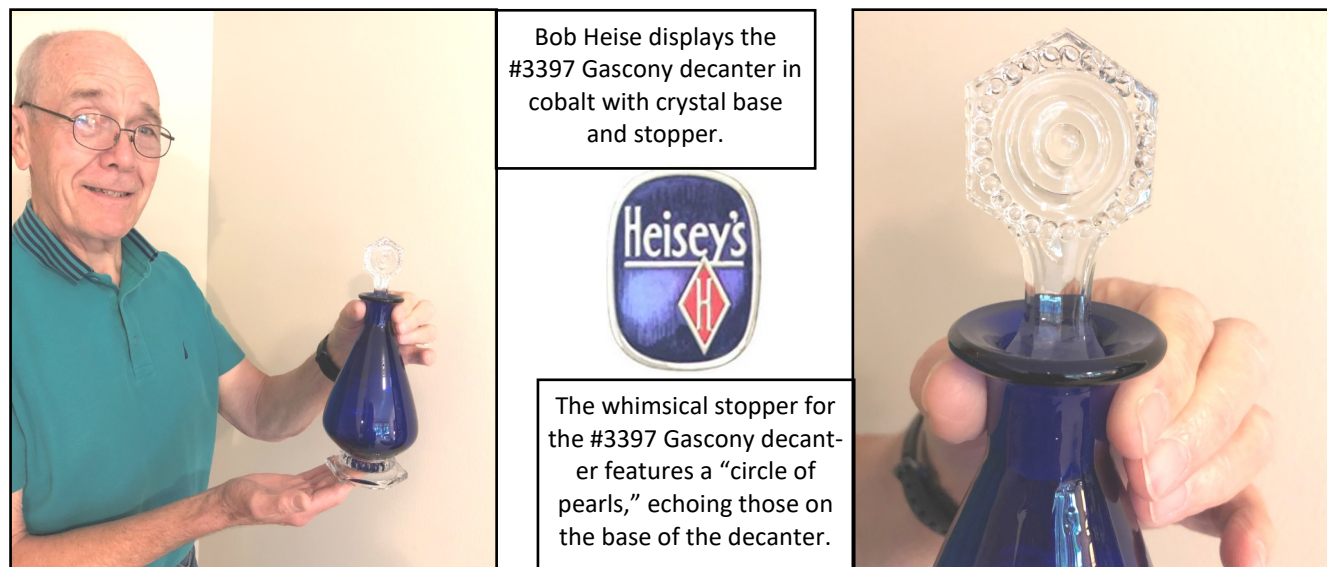 Bob Heise displays the
#3397 Gascony decanter in
cobalt with crystal base
and stopper.
Heisey's
H
The whimsical stopper for
the #3397 Gascony decant-
er features a “circle of
pearls,” echoing those on
the base of the decanter.